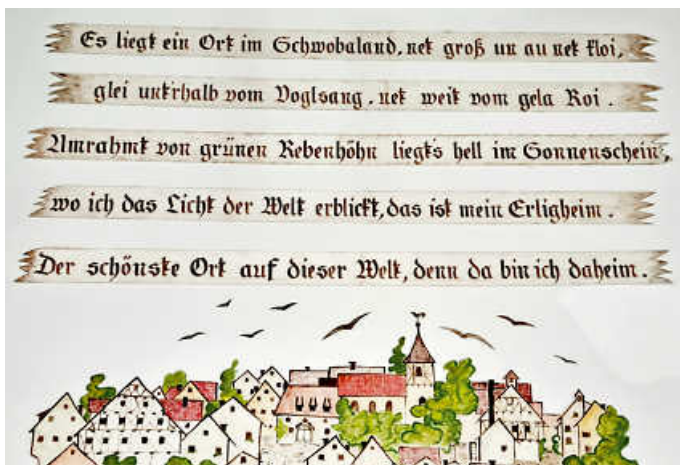 Es liegt ein Ort im Schwobaland, net groß un au net kloi,
glei unt'rhalb vom Voglsang, net weit vom gela Roi.
Umrahmt von grünen Rebenhöhn liegt's hell im Sonnenschein,
wo ich das Licht der Welt erblickt, das ist mein Erligheim.
Der schönste Ort auf dieser Welt, denn da bin ich daheim.